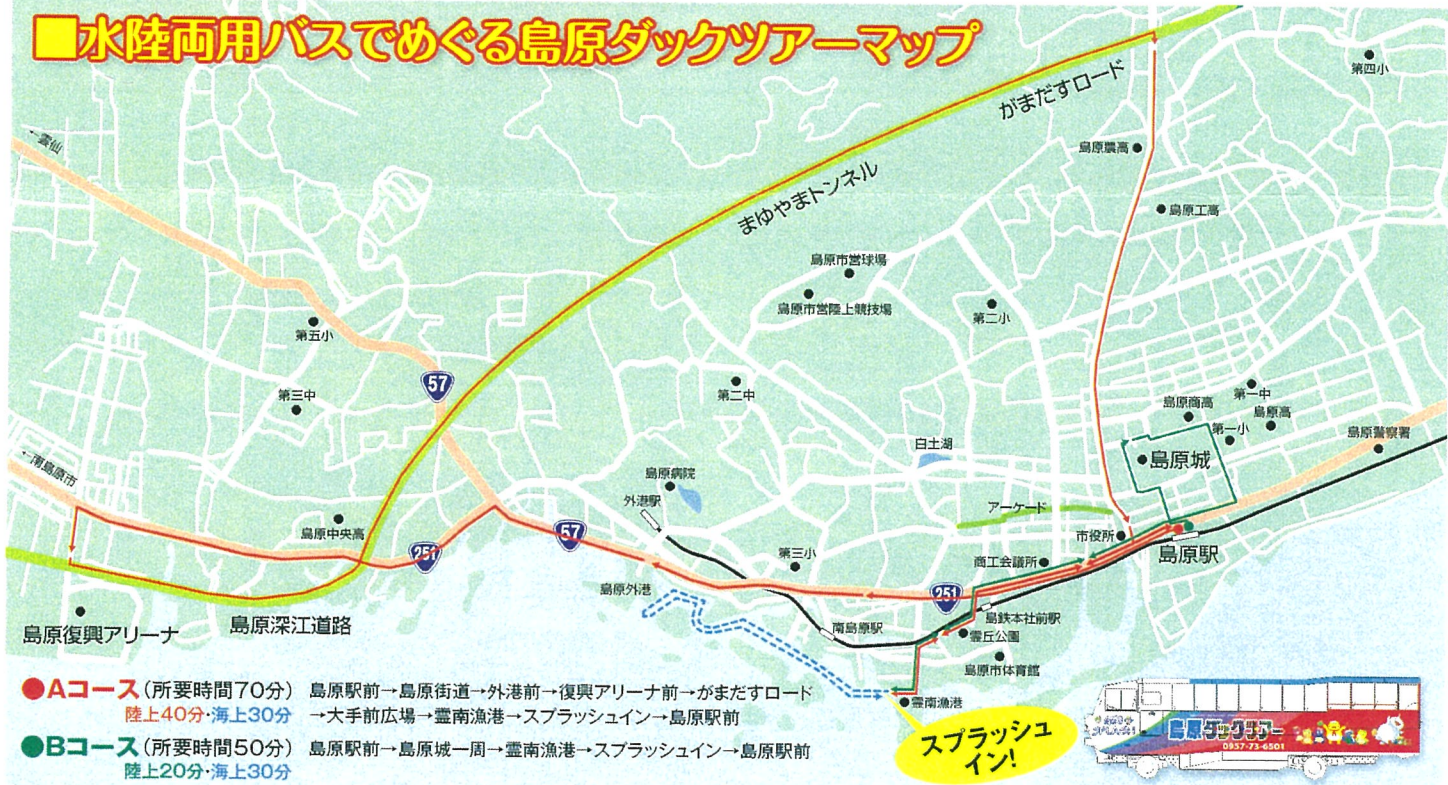 ■水陸両用バスでめぐる島原ダックツアーマップ
第四小
がまだすロード
←雲仙
島原農高
まゆやまトンネル
島原工高
島原市営球場
島原市営陸上競技場
第二小
第五小
57
第三中
第二中
第一中
島原商高
島原高
第一小
島原警察署
白土湖
島原城
←南島原市
島原病院
外港駅
アーケード
島原中央高
251
57
市役所
島原駅
第三小
商工会議所
島原外港
251
島鉄本社前駅
島原復興アリーナ
島原深江道路
南島原駅
霊丘公園
島原市体育館
●Aコース(所要時間70分) 島原駅前→島原街道→外港前→復興アリーナ前→がまだすロード
陸上40分・海上30分 →大手前広場→霊南漁港→スプラッシュイン→島原駅前
霊南漁港
●Bコース(所要時間50分) 島原駅前→島原城一周→霊南漁港→スプラッシュイン→島原駅前
陸上20分・海上30分
スプラッシュ
イン!
島原ダックツアー
0957-73-6501